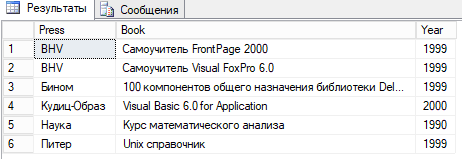 Результаты Сообщения
Press Book Year
1 BHV Самоучитель FrontPage 2000 1999
2 BHV Самоучитель Visual FoxPro 6.0 1999
3 Бином 100 компонентов общего назначения библиотеки Del... 1999
4 Кудиц-Образ Visual Basic 6.0 for Application 2000
5 Наука Курс математического анализа 1990
6 Питер Unix справочник 1999